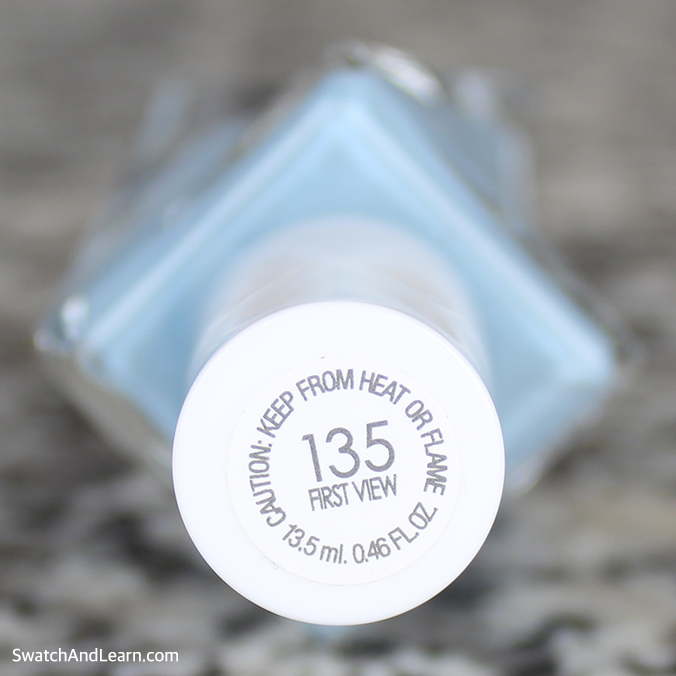 CAUTION: KEEP FROM HEAT OR FLAME
135
FIRST VIEW
13.5 ml. 0.46 FL. OZ.
SwatchAndLearn.com